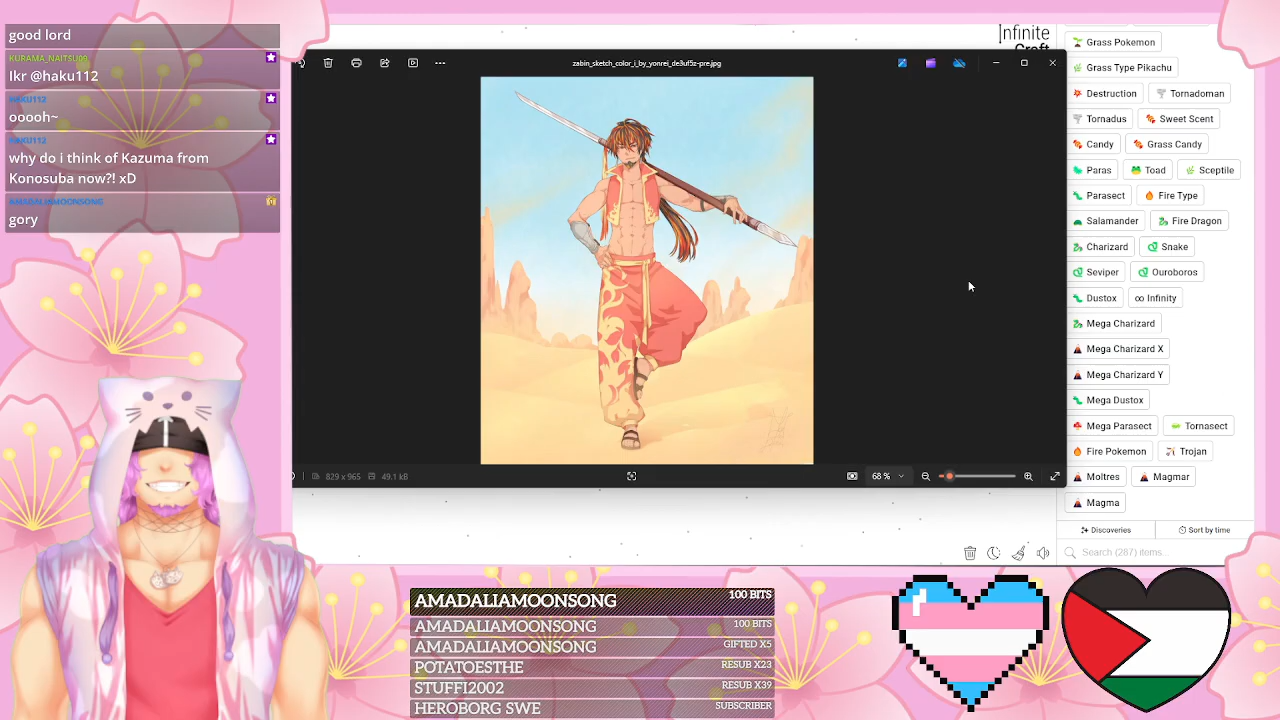 good lord
KURAMA_NAITSU09
Ikr @haku112
HAKU112
ooooh~
HAKU112
why do i think of Kazuma from
Konosuba now?! xD
AMADALIAMOONSONG
gory
zabin_sketch_color_i_by_yonrei_de3uf5z-pre.jpg
829 x 965
49.1 kB
68 %
Infinite
Craft
Grass Pokemon
Grass Type Pikachu
Destruction
Tornadoman
Tornadus
Sweet Scent
Candy
Grass Candy
Paras
Toad
Sceptile
Parasect
Fire Type
Salamander
Fire Dragon
Charizard
Snake
Seviper
Ouroboros
Dustox
Infinity
Mega Charizard
Mega Charizard X
Mega Charizard Y
Mega Dustox
Mega Parasect
Tornasect
Fire Pokemon
Trojan
Moltres
Magmar
Magma
Discoveries
Sort by time
Search (287) items...
AMADALIAMOONSONG 100 BITS
AMADALIAMOONSONG 100 BITS
AMADALIAMOONSONG GIFTED X5
POTATOESTHE RESUB X23
STUFFI2002 RESUB X39
HEROBORG SWE SUBSCRIBER